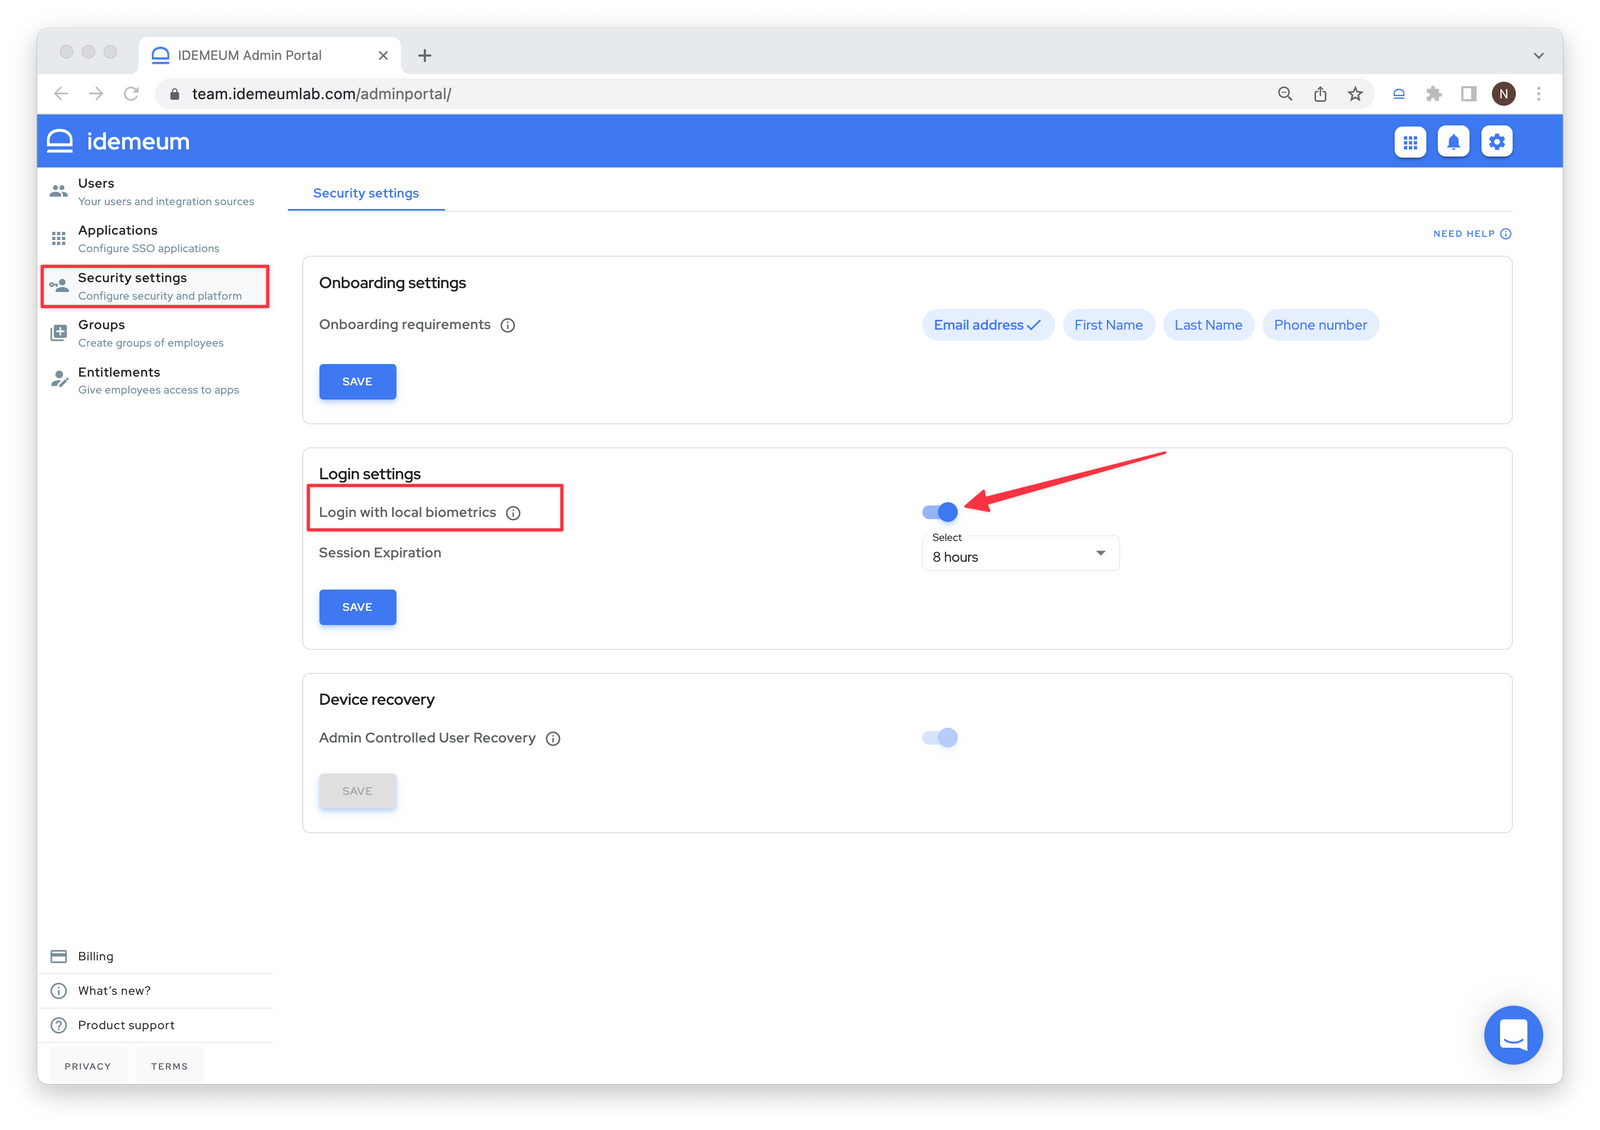 IDEMEUM Admin Portal
team.idemeumlab.com/adminportal/
N
idemeum
Users
Your users and integration sources
Applications
Configure SSO applications
Security settings
Configure security and platform
Groups
Create groups of employees
Entitlements
Give employees access to apps
Security settings
NEED HELP
Onboarding settings
Onboarding requirements
Email address First Name Last Name Phone number
SAVE
Login settings
Login with local biometrics
Select
Session Expiration 8 hours
SAVE
Device recovery
Admin Controlled User Recovery
SAVE
Billing
What's new?
Product support
PRIVACY TERMS